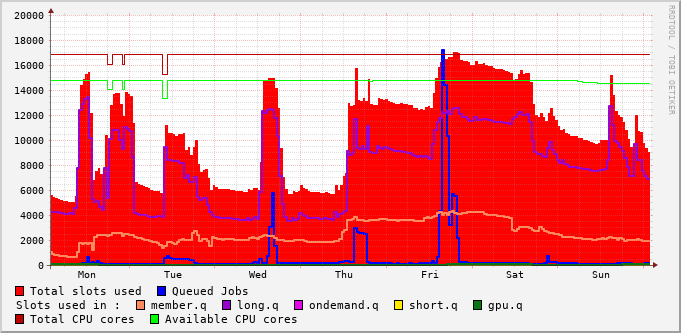 20000
18000
16000
14000
12000
10000
8000
6000
4000
2000
0
Mon Tue Wed Thu Fri Sat Sun
RRDTOOL / TOBI OETIKER
Total slots used Queued Jobs
Slots used in : member.q long.q ondemand.q short.q gpu.q
Total CPU cores Available CPU cores